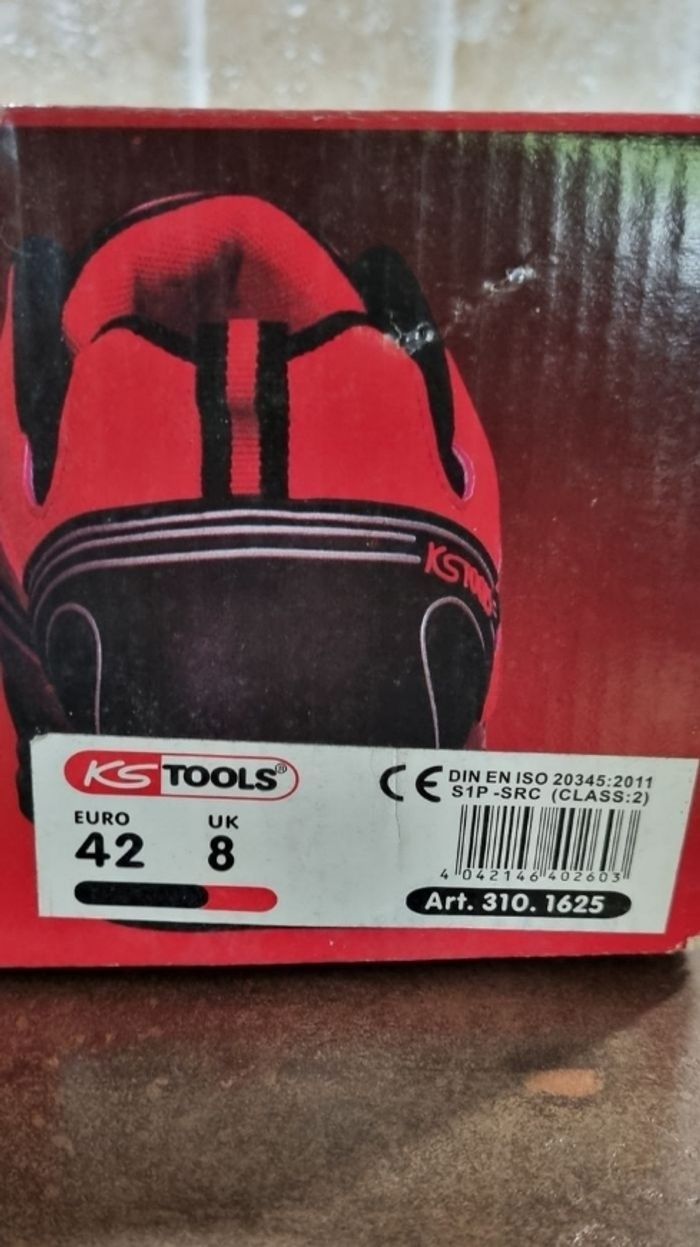 KS TOOLS
KS TOOLS®
EURO
42
UK
8
CE DIN EN ISO 20345:2011
S1P-SRC (CLASS:2)
4 042146 402603
Art. 310. 1625